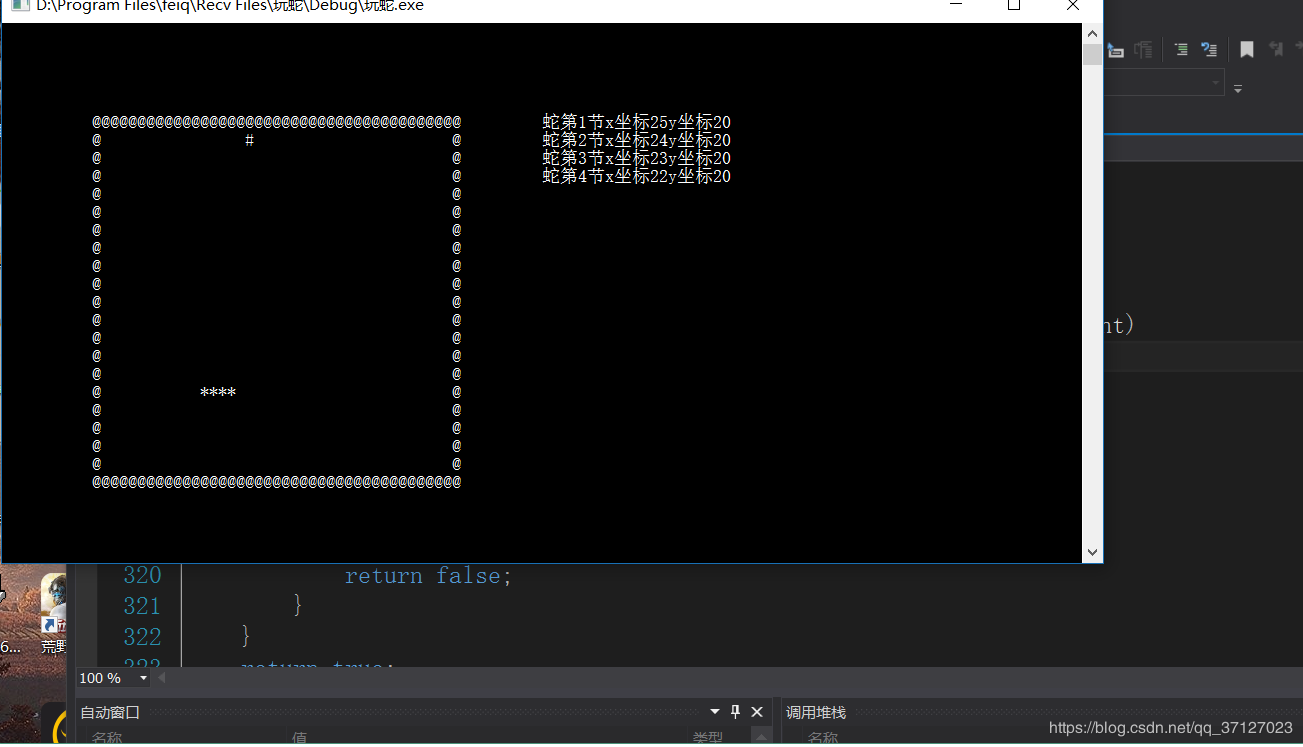 D:\Program Files\feiq\Recv Files\玩蛇\Debug\玩蛇.exe
@@@@@@@@@@@@@@@@@@@@@@@@@@@@@@@@@@@@@@@@@ 蛇第1节x坐标25y坐标20
@ # @ 蛇第2节x坐标24y坐标20
@ @ 蛇第3节x坐标23y坐标20
@ @ 蛇第4节x坐标22y坐标20
@ @
@ @
@ @
@ @
@ @
@ @
@ @
@ @
@ @
@ @
@ @
@ **** @
@ @
@ @
@ @
@ @
@@@@@@@@@@@@@@@@@@@@@@@@@@@@@@@@@@@@@@@@@
nt)
320 return false;
321 }
322 }
323 return true;
6... 荒野
100 %
自动窗口 调用堆栈
名称 值 类型 名称
https://blog.csdn.net/qq_37127023